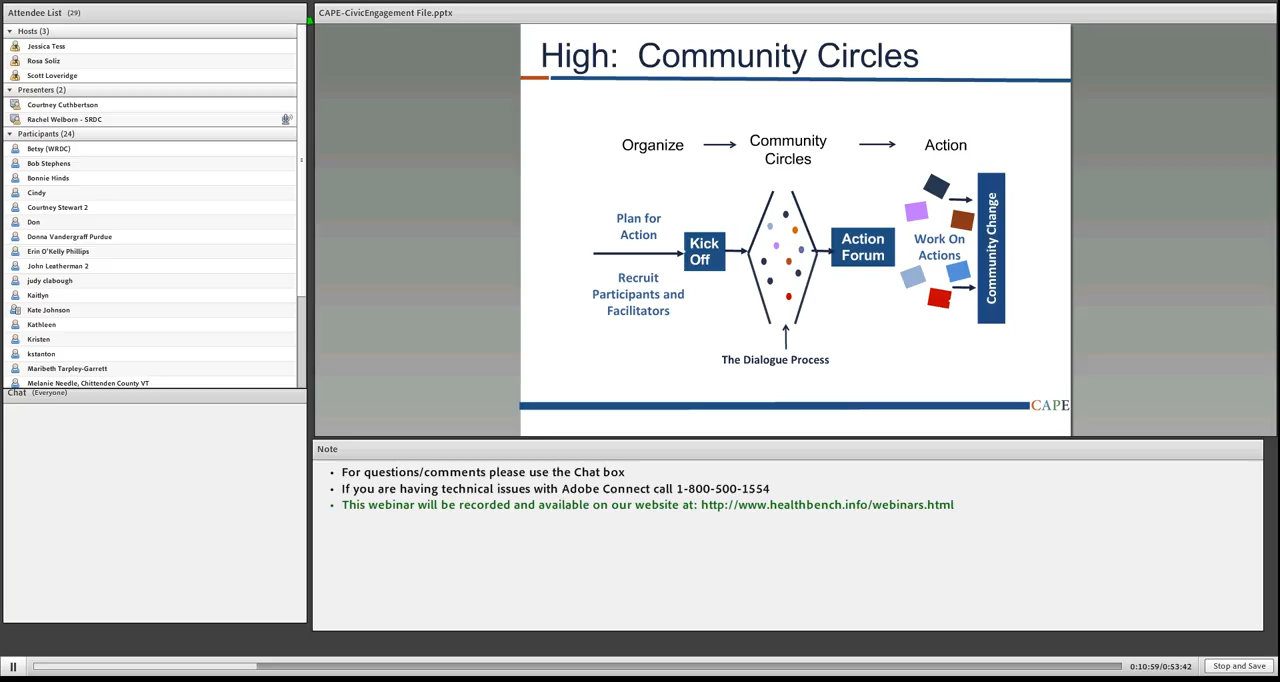 Attendee List (29)
Hosts (3)
Jessica Tess
Rosa Soliz
Scott Loveridge
Presenters (2)
Courtney Cuthbertson
Rachel Welborn - SRDC
Participants (24)
Betsy (WRDC)
Bob Stephens
Bonnie Hinds
Cindy
Courtney Stewart 2
Don
Donna Vandergraff Purdue
Erin O'Kelly Phillips
John Leatherman 2
judy clabough
Kaitlyn
Kate Johnson
Kathleen
Kristen
kstanton
Maribeth Tarpley-Garrett
Melanie Needle, Chittenden County VT
Chat (Everyone)
CAPE-CivicEngagement File.pptx
High: Community Circles
Organize
Community
Circles
Action
Plan for
Action
Kick
Off
Recruit
Participants and
Facilitators
The Dialogue Process
Action
Forum
Work On
Actions
Community Change
CAPE
Note
• For questions/comments please use the Chat box
• If you are having technical issues with Adobe Connect call 1-800-500-1554
• This webinar will be recorded and available on our website at: http://www.healthbench.info/webinars.html
0:10:59/0:53:42
Stop and Save